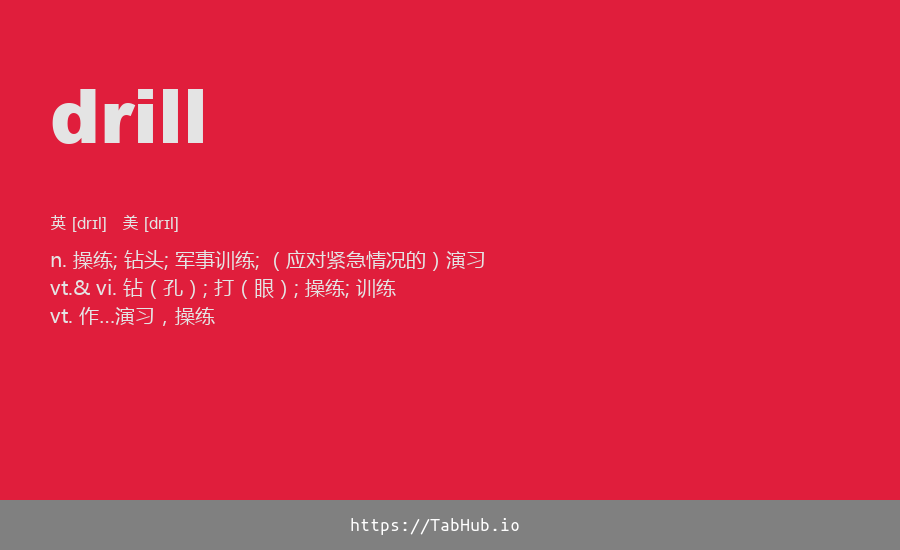 drill
英 [drɪl] 美 [drɪl]
n. 操练; 钻头; 军事训练; （应对紧急情况的）演习
vt.& vi. 钻（孔）; 打（眼）; 操练; 训练
vt. 作…演习，操练
https://TabHub.io